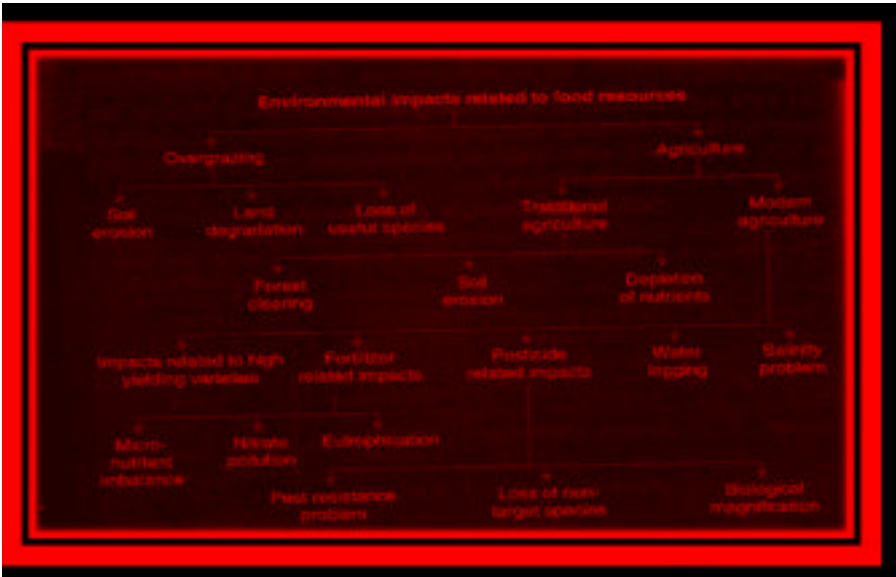 Environmental impacts related to food resources
Overgrazing
Agriculture
Soil
erosion
Land
degradation
Loss of
useful species
Traditional
agriculture
Modern
agriculture
Forest
clearing
Soil
erosion
Depletion
of nutrients
Impacts related to high
yielding varieties
Fertilizer
related impacts
Pesticide
related impacts
Water
logging
Salinity
problem
Micro-
nutrient
imbalance
Nitrate
pollution
Eutrophication
Pest resistance
problem
Loss of non-
target species
Biological
magnification